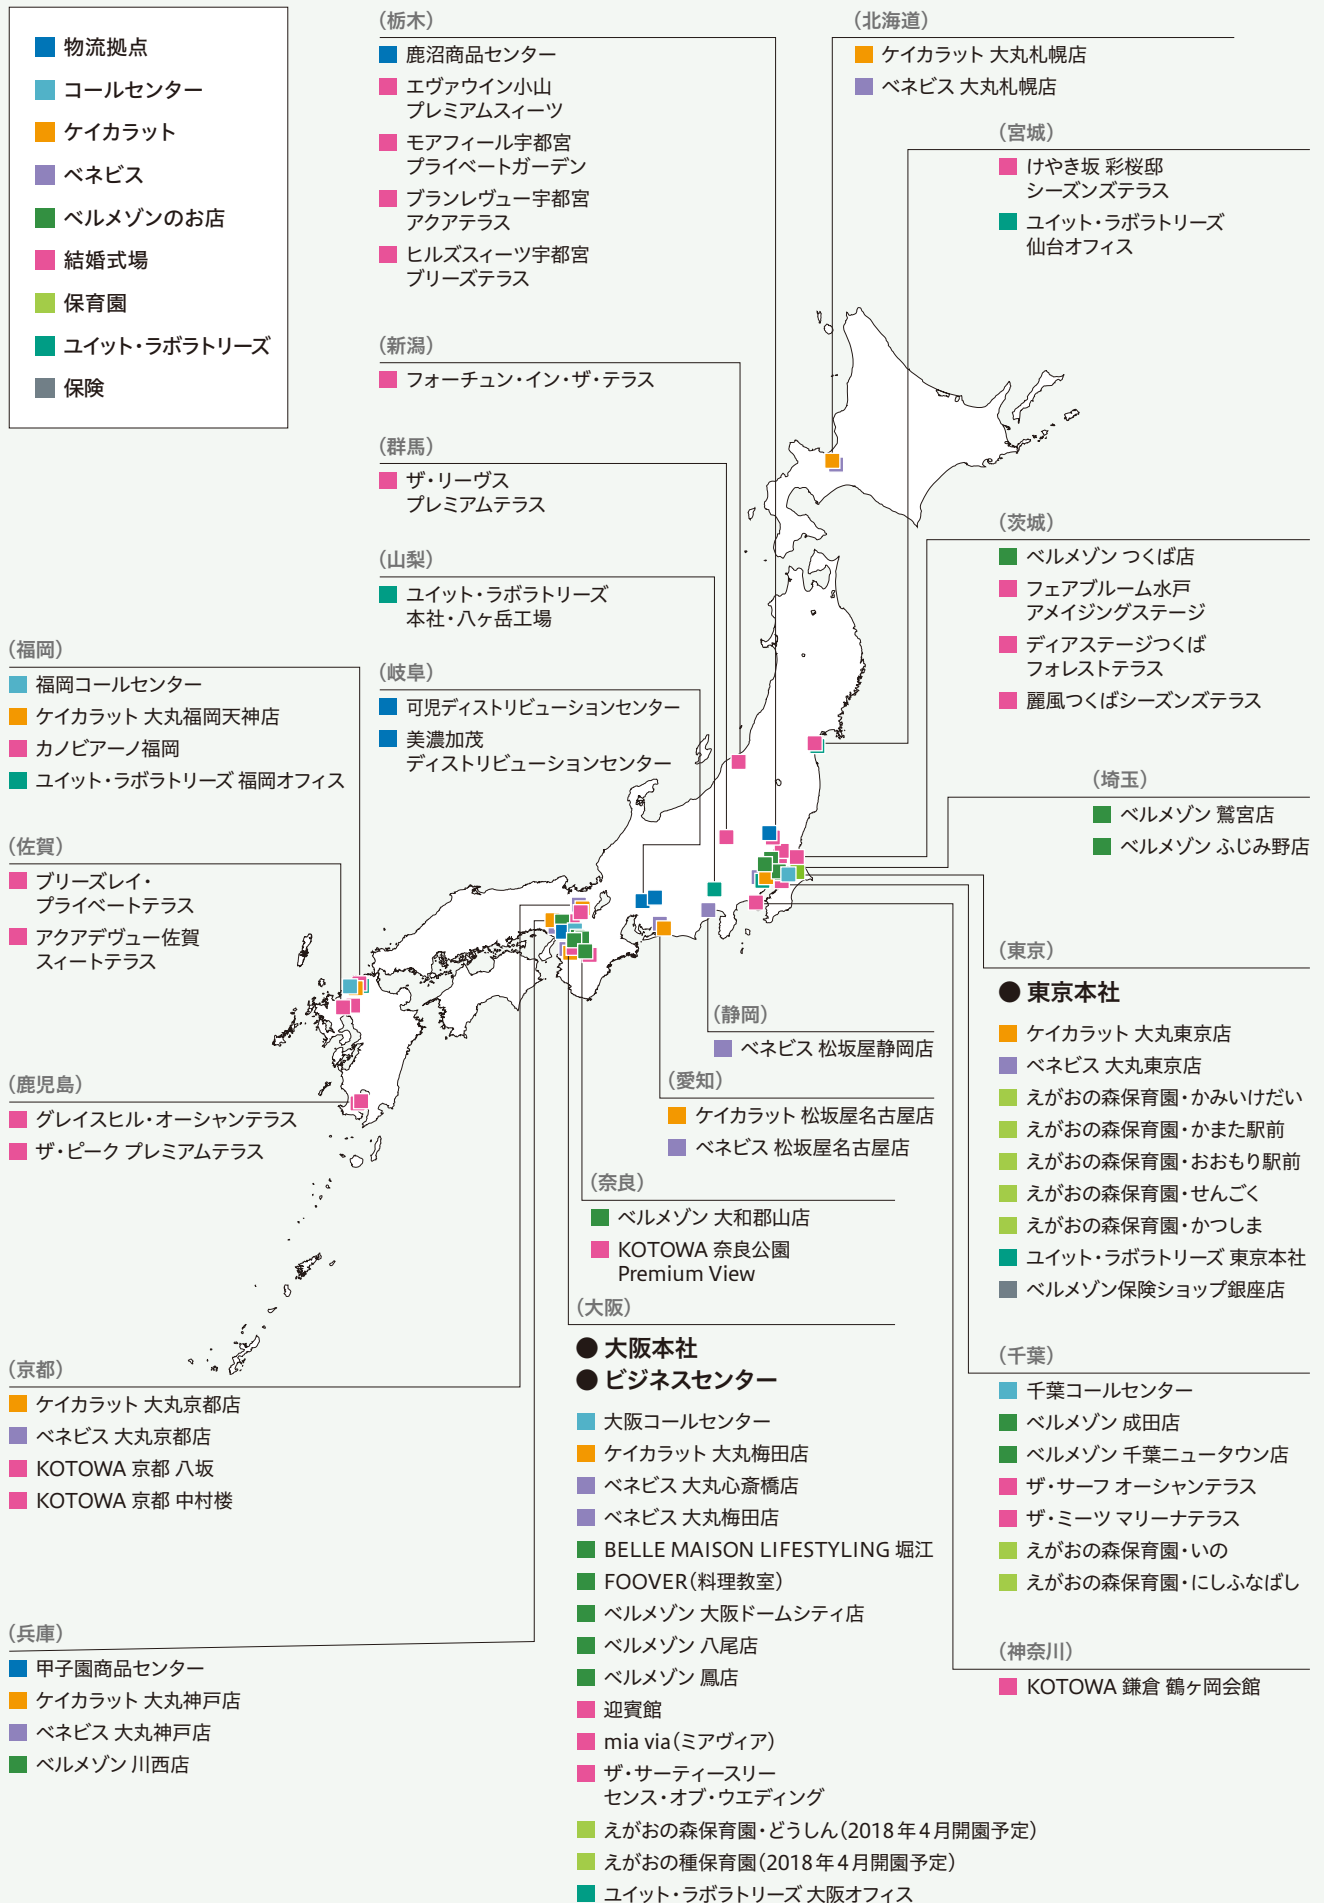 物流拠点
コールセンター
ケイカラット
ベネビス
ベルメゾンのお店
結婚式場
保育園
ユイット・ラボラトリーズ
保険
（栃木）
鹿沼商品センター
エヴァウイン小山
プレミアムスィーツ
モアフィール宇都宮
プライベートガーデン
ブランレヴュー宇都宮
アクアテラス
ヒルズスィーツ宇都宮
ブリーズテラス
（新潟）
フォーチュン・イン・ザ・テラス
（群馬）
ザ・リーヴス
プレミアムテラス
（山梨）
ユイット・ラボラトリーズ
本社・八ヶ岳工場
（岐阜）
可児ディストリビューションセンター
美濃加茂
ディストリビューションセンター
（北海道）
ケイカラット 大丸札幌店
ベネビス 大丸札幌店
（宮城）
けやき坂 彩桜邸
シーズンズテラス
ユイット・ラボラトリーズ
仙台オフィス
（茨城）
ベルメゾン つくば店
フェアブルーム水戸
アメイジングステージ
ディアステージつくば
フォレストテラス
麗風つくばシーズンズテラス
（埼玉）
ベルメゾン 鷲宮店
ベルメゾン ふじみ野店
（福岡）
福岡コールセンター
ケイカラット 大丸福岡天神店
カノビアーノ福岡
ユイット・ラボラトリーズ 福岡オフィス
（佐賀）
ブリーズレイ・
プライベートテラス
アクアデヴュー佐賀
スィートテラス
（鹿児島）
グレイスヒル・オーシャンテラス
ザ・ピーク プレミアムテラス
（静岡）
ベネビス 松坂屋静岡店
（愛知）
ケイカラット 松坂屋名古屋店
ベネビス 松坂屋名古屋店
（奈良）
ベルメゾン 大和郡山店
KOTOWA 奈良公園
Premium View
（東京）
● 東京本社
ケイカラット 大丸東京店
ベネビス 大丸東京店
えがおの森保育園・かみいけだい
えがおの森保育園・かまた駅前
えがおの森保育園・おおもり駅前
えがおの森保育園・せんごく
えがおの森保育園・かつしま
ユイット・ラボラトリーズ 東京本社
ベルメゾン保険ショップ銀座店
（京都）
ケイカラット 大丸京都店
ベネビス 大丸京都店
KOTOWA 京都 八坂
KOTOWA 京都 中村楼
（兵庫）
甲子園商品センター
ケイカラット 大丸神戸店
ベネビス 大丸神戸店
ベルメゾン 川西店
（大阪）
● 大阪本社
● ビジネスセンター
大阪コールセンター
ケイカラット 大丸梅田店
ベネビス 大丸心斎橋店
ベネビス 大丸梅田店
BELLE MAISON LIFESTYLING 堀江
FOOVER（料理教室）
ベルメゾン 大阪ドームシティ店
ベルメゾン 八尾店
ベルメゾン 鳳店
迎賓館
mia via（ミアヴィア）
ザ・サーティースリー
センス・オブ・ウエディング
えがおの森保育園・どうしん（2018年4月開園予定）
えがおの種保育園（2018年4月開園予定）
ユイット・ラボラトリーズ 大阪オフィス
（千葉）
千葉コールセンター
ベルメゾン 成田店
ベルメゾン 千葉ニュータウン店
ザ・サーフ オーシャンテラス
ザ・ミーツ マリーナテラス
えがおの森保育園・いの
えがおの森保育園・にしふなばし
（神奈川）
KOTOWA 鎌倉 鶴ヶ岡会館